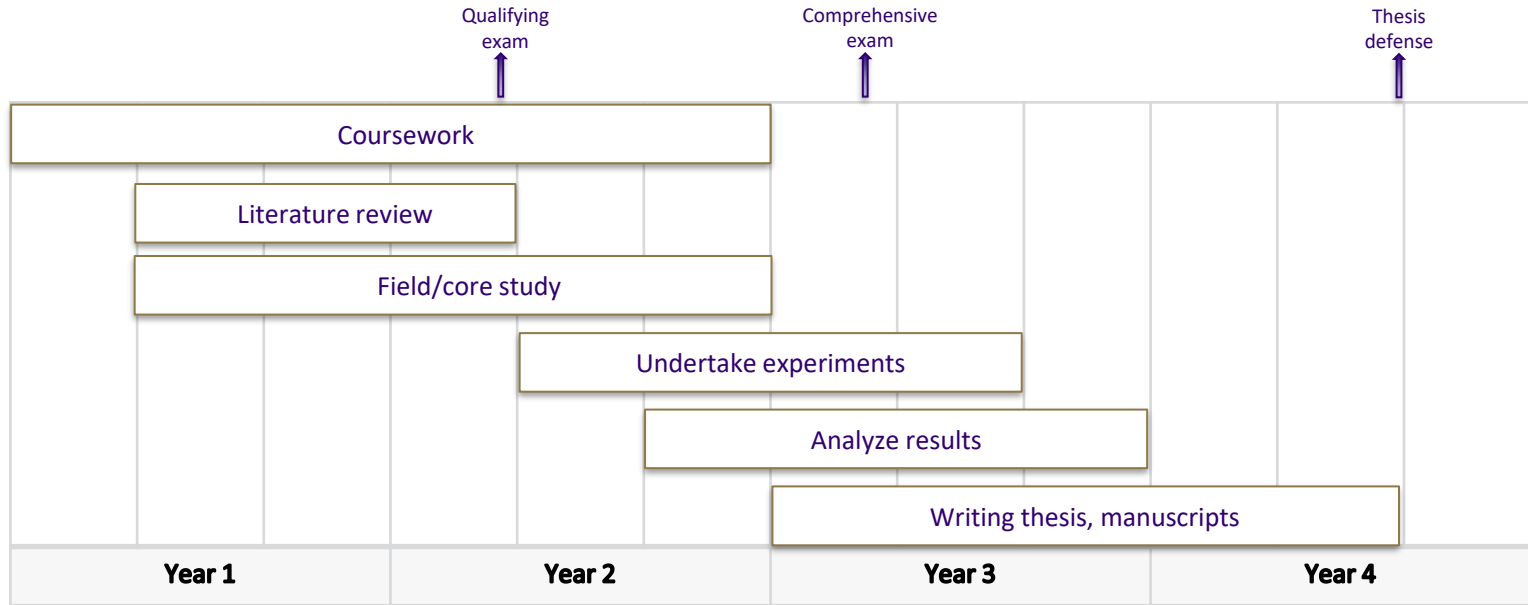 Qualifying
exam
Comprehensive
exam
Thesis
defense
Coursework
Literature review
Field/core study
Undertake experiments
Analyze results
Writing thesis, manuscripts
Year 1
Year 2
Year 3
Year 4